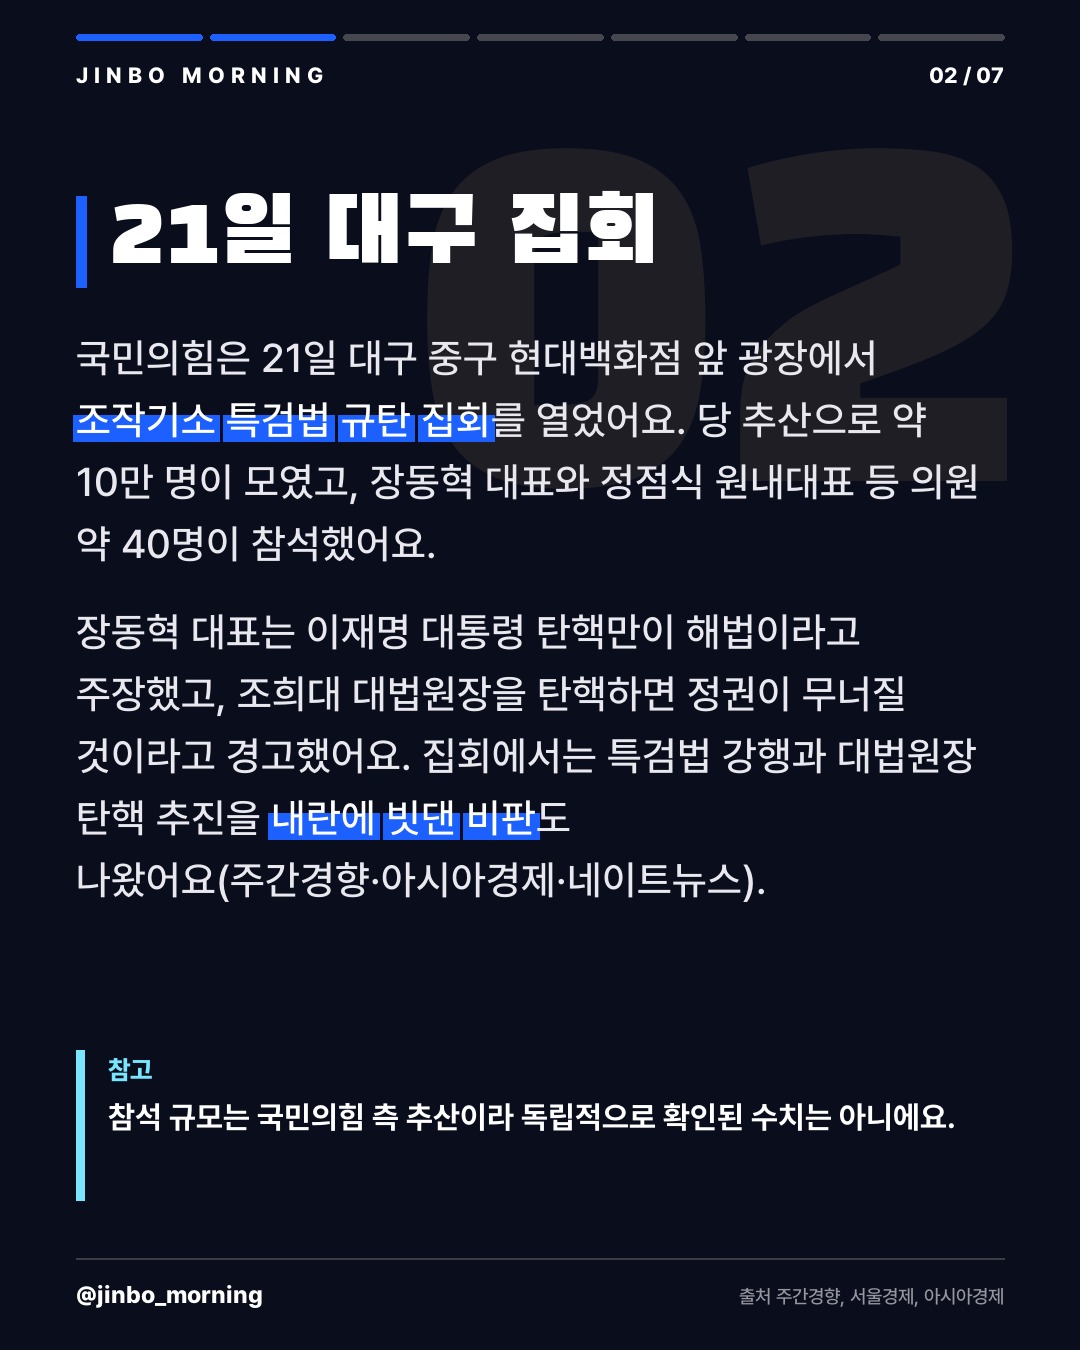 JINBO MORNING
02 / 07
02
21일 대구 집회
국민의힘은 21일 대구 중구 현대백화점 앞 광장에서
조작기소 특검법 규탄 집회를 열었어요. 당 추산으로 약
10만 명이 모였고, 장동혁 대표와 정점식 원내대표 등 의원
약 40명이 참석했어요.
장동혁 대표는 이재명 대통령 탄핵만이 해법이라고
주장했고, 조희대 대법원장을 탄핵하면 정권이 무너질
것이라고 경고했어요. 집회에서는 특검법 강행과 대법원장
탄핵 추진을 내란에 빗댄 비판도
나왔어요(주간경향·아시아경제·네이트뉴스).
참고
참석 규모는 국민의힘 측 추산이라 독립적으로 확인된 수치는 아니에요.
@jinbo_morning
출처 주간경향, 서울경제, 아시아경제